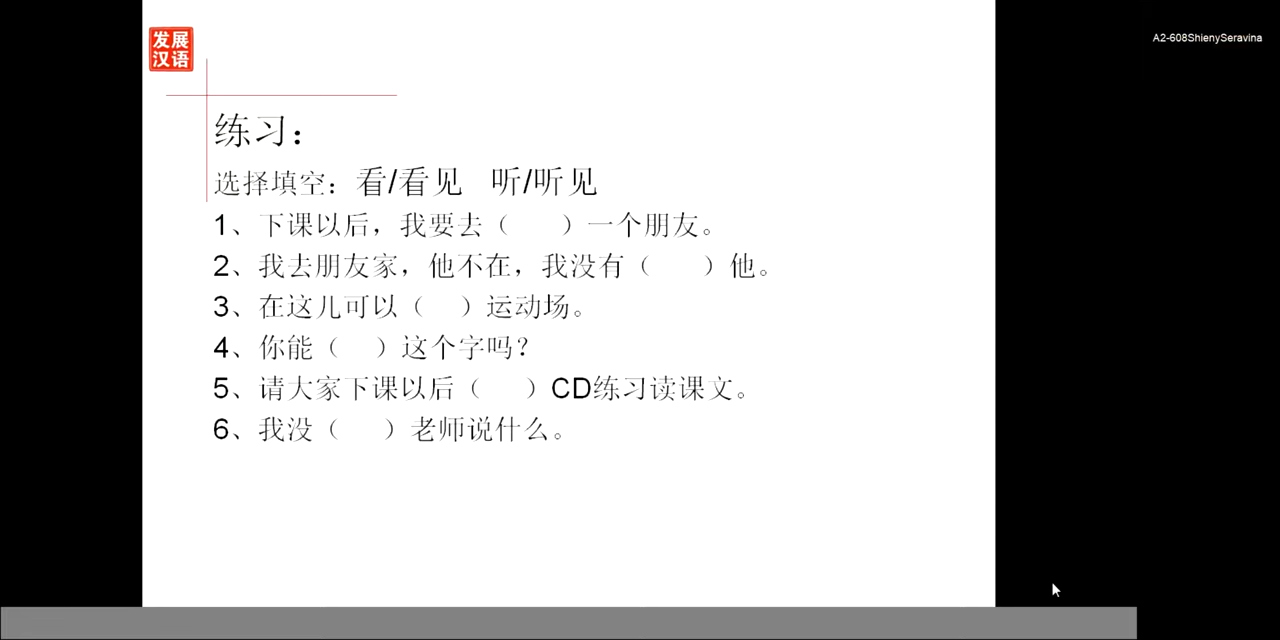 发展
汉语
A2-608ShienySeravina
练习：
选择填空：看/看见 听/听见
1、下课以后，我要去（ ）一个朋友。
2、我去朋友家，他不在，我没有（ ）他。
3、在这儿可以（ ）运动场。
4、你能（ ）这个字吗？
5、请大家下课以后（ ）CD练习读课文。
6、我没（ ）老师说什么。